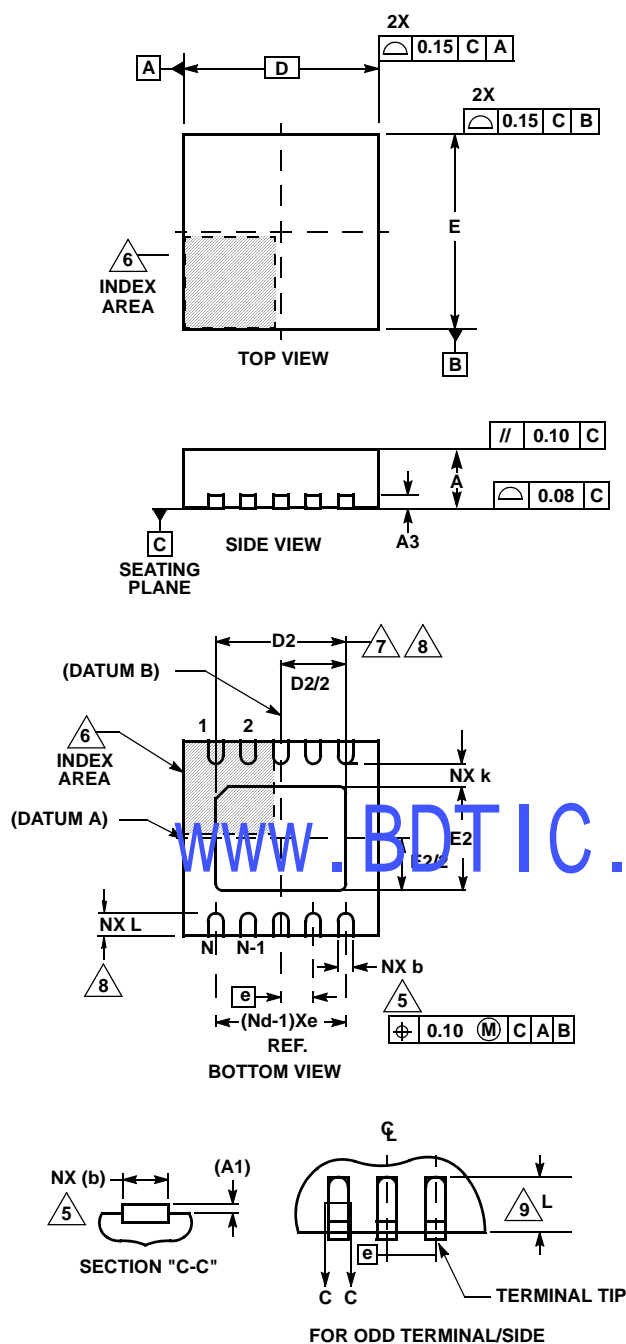 2X
⌓ 0.15 C A
A
D
2X
⌓ 0.15 C B
E
6
INDEX
AREA
TOP VIEW
B
// 0.10 C
A
⌓ 0.08 C
A3
C
SIDE VIEW
SEATING
PLANE
D2
7 8
(DATUM B)
D2/2
6
1 2
INDEX
AREA
NX k
(DATUM A)
E2
www.BDTIC.
E2/2
NX L
N N-1
NX b
8
e
5
(Nd-1)Xe
⌖ 0.10 Ⓜ C A B
REF.
BOTTOM VIEW
℄
NX (b)
(A1)
5
9 L
SECTION "C-C"
e
C C
TERMINAL TIP
FOR ODD TERMINAL/SIDE